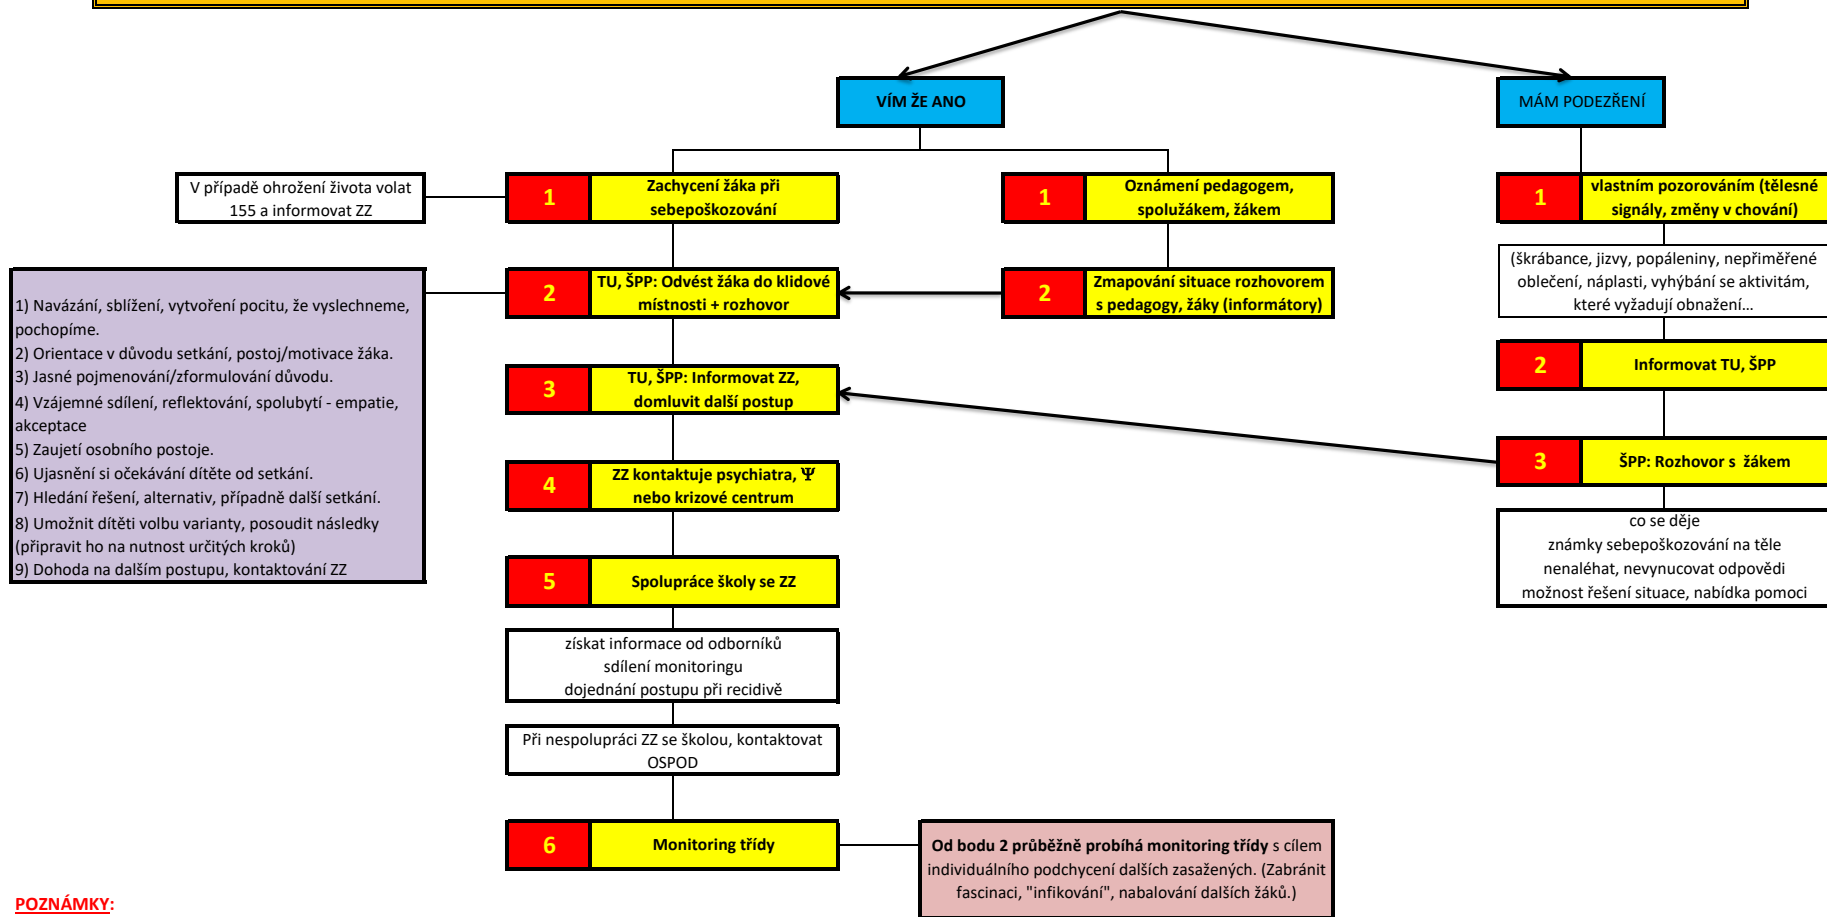 VÍM ŽE ANO
MÁM PODEZŘENÍ
V případě ohrožení života volat
155 a informovat ZZ
1
Zachycení žáka při
sebepoškozování
1
Oznámení pedagogem,
spolužákem, žákem
1
vlastním pozorováním (tělesné
signály, změny v chování)
(škrábance, jizvy, popáleniny, nepřiměřené
oblečení, náplasti, vyhýbání se aktivitám,
které vyžadují obnažení...
2
TU, ŠPP: Odvést žáka do klidové
místnosti + rozhovor
2
Zmapování situace rozhovorem
s pedagogy, žáky (informátory)
1) Navázání, sblížení, vytvoření pocitu, že vyslechneme,
pochopíme.
2) Orientace v důvodu setkání, postoj/motivace žáka.
3) Jasné pojmenování/zformulování důvodu.
4) Vzájemné sdílení, reflektování, spolubytí - empatie,
akceptace
5) Zaujetí osobního postoje.
6) Ujasnění si očekávání dítěte od setkání.
7) Hledání řešení, alternativ, případně další setkání.
8) Umožnit dítěti volbu varianty, posoudit následky
(připravit ho na nutnost určitých kroků)
9) Dohoda na dalším postupu, kontaktování ZZ
3
TU, ŠPP: Informovat ZZ,
domluvit další postup
2
Informovat TU, ŠPP
4
ZZ kontaktuje psychiatra, Ψ
nebo krizové centrum
3
ŠPP: Rozhovor s žákem
co se děje
známky sebepoškozování na těle
nenaléhat, nevynucovat odpovědi
možnost řešení situace, nabídka pomoci
5
Spolupráce školy se ZZ
získat informace od odborníků
sdílení monitoringu
dojednání postupu při recidivě
Při nespolupráci ZZ se školou, kontaktovat
OSPOD
6
Monitoring třídy
Od bodu 2 průběžně probíhá monitoring třídy s cílem
individuálního podchycení dalších zasažených. (Zabránit
fascinaci, "infikování", nabalování dalších žáků.)
POZNÁMKY: